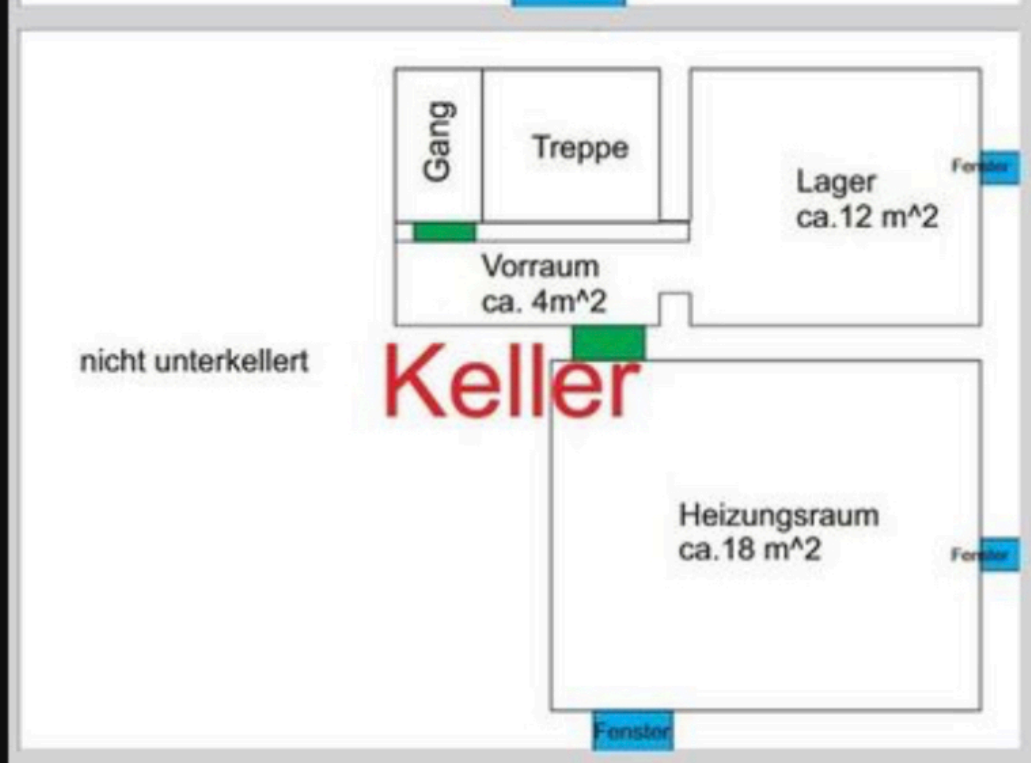 Gang
Treppe
Fenster
Lager
ca.12 m^2
Vorraum
ca. 4m^2
nicht unterkellert
Keller
Heizungsraum
ca.18 m^2
Fenster
Fenster